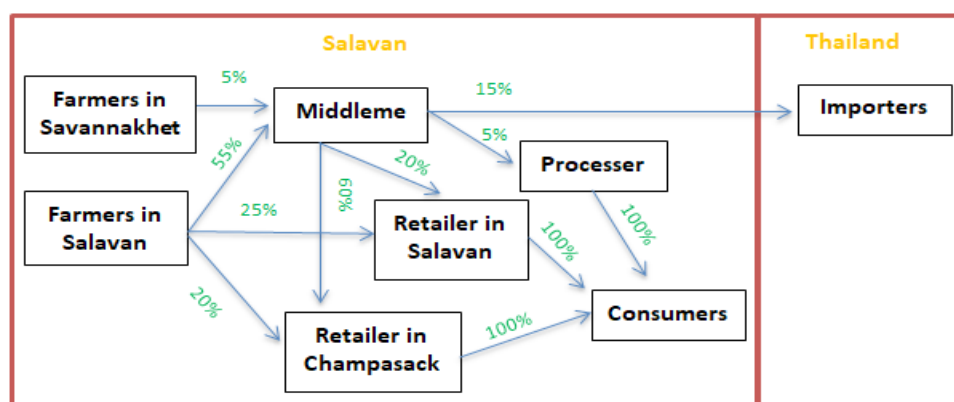 Salavan
Thailand
Farmers in
Savannakhet
5%
Middleme
15%
Importers
55%
20%
60%
5%
Processer
Farmers in
Salavan
25%
Retailer in
Salavan
100%
100%
20%
Retailer in
Champasack
100%
Consumers